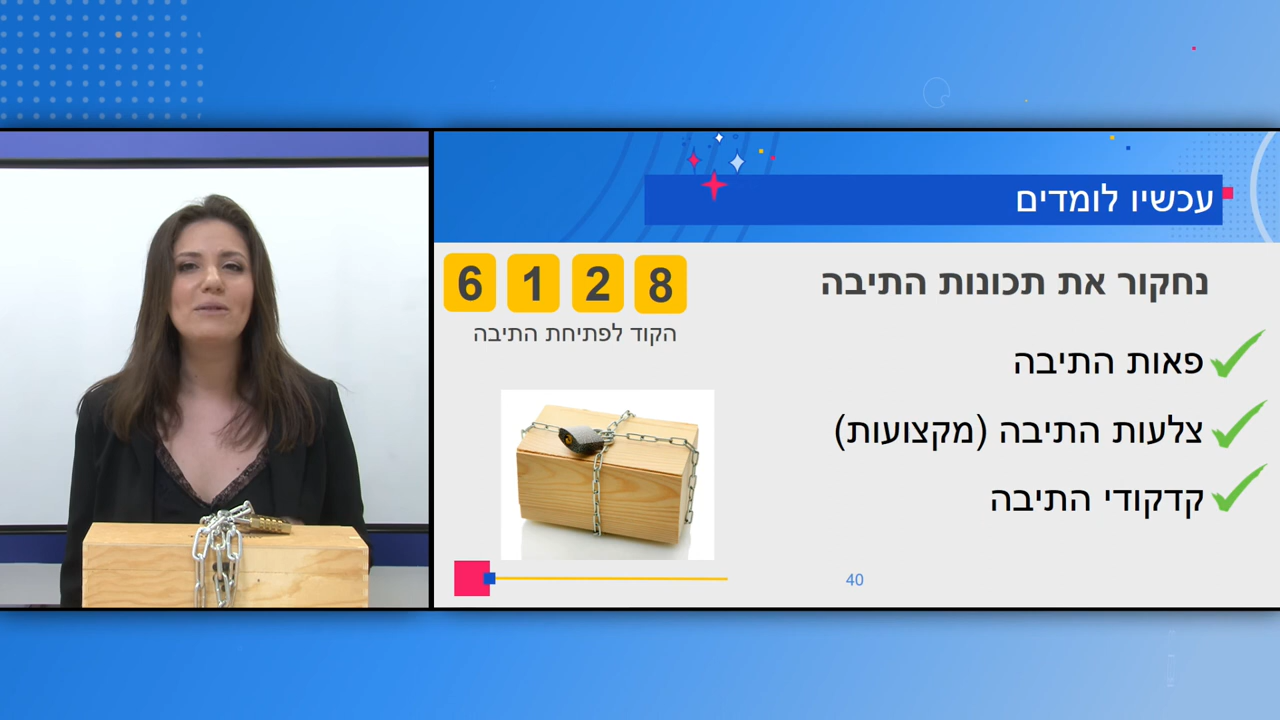 עכשיו לומדים
נחקור את תכונות התיבה
6 1 2 8
הקוד לפתיחת התיבה
פאות התיבה
צלעות התיבה (מקצועות)
קדקודי התיבה
40